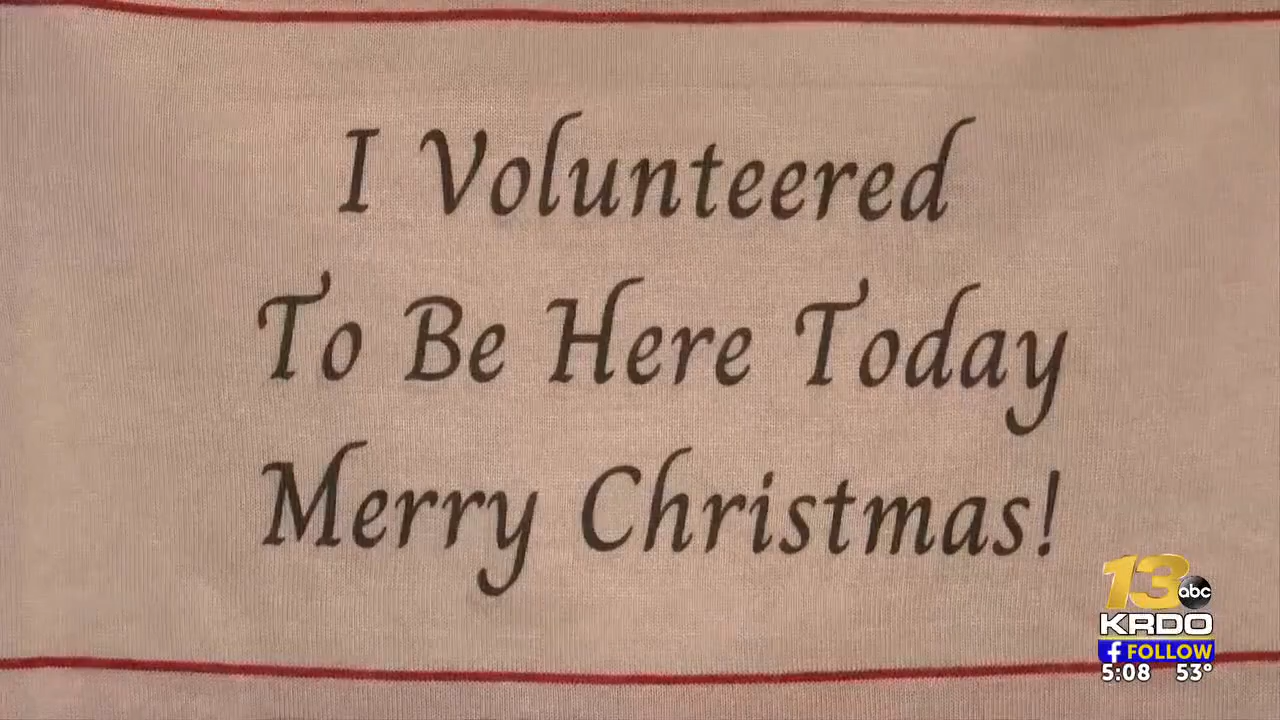 I Volunteered
To Be Here Today
Merry Christmas!
13 abc
KRDO
f FOLLOW
5:08 53°